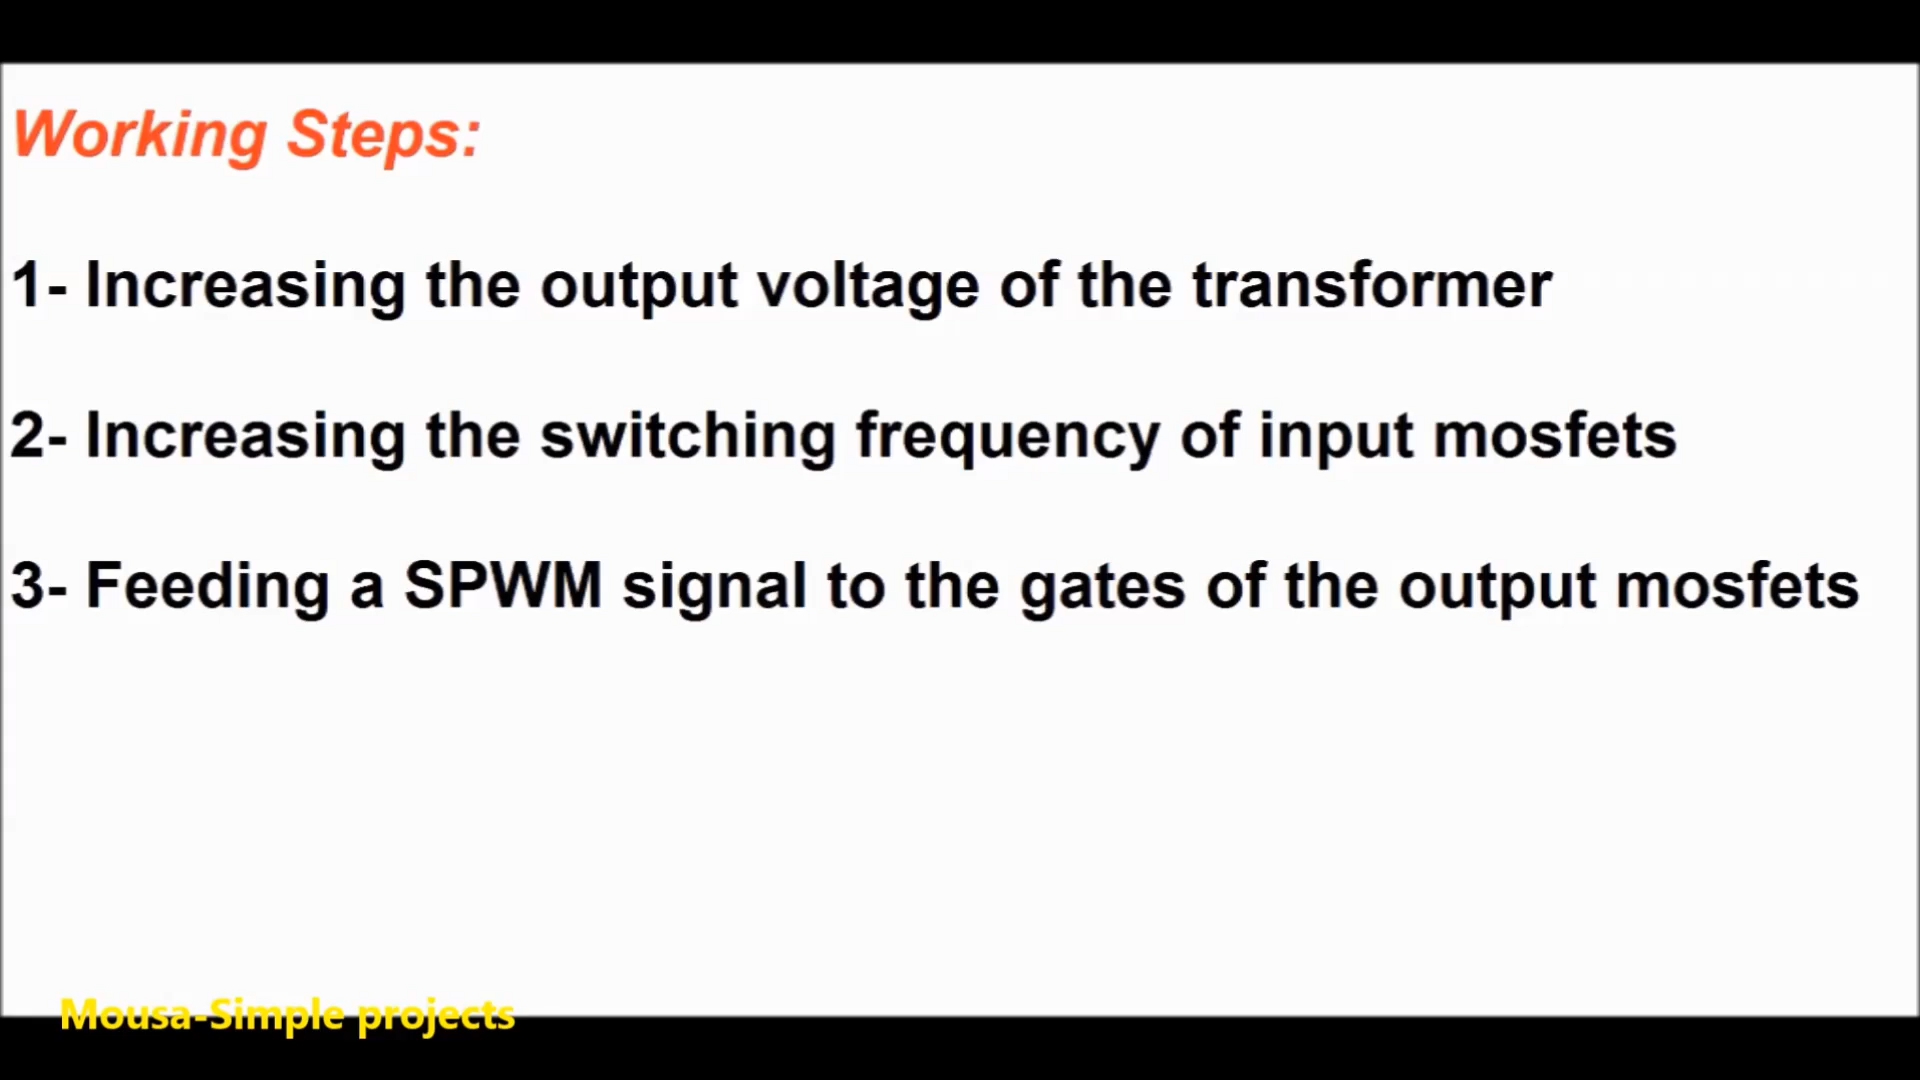 Working Steps:
1- Increasing the output voltage of the transformer
2- Increasing the switching frequency of input mosfets
3- Feeding a SPWM signal to the gates of the output mosfets
Mousa-Simple projects